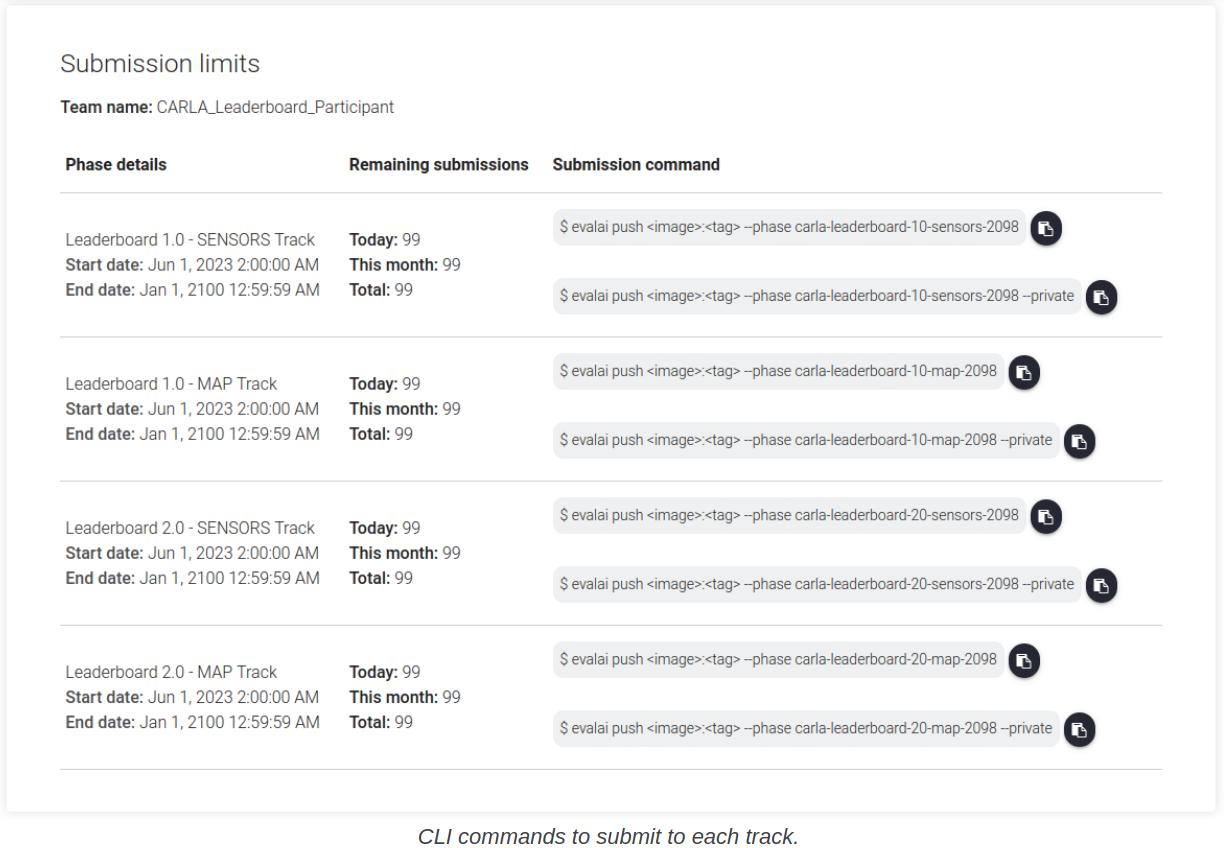 Submission limits
Team name: CARLA_Leaderboard_Participant
Phase details Remaining submissions Submission command
Leaderboard 1.0 - SENSORS Track
Start date: Jun 1, 2023 2:00:00 AM
End date: Jan 1, 2100 12:59:59 AM
Today: 99
This month: 99
Total: 99
$ evalai push <image>:<tag> --phase carla-leaderboard-10-sensors-2098
$ evalai push <image>:<tag> --phase carla-leaderboard-10-sensors-2098 --private
Leaderboard 1.0 - MAP Track
Start date: Jun 1, 2023 2:00:00 AM
End date: Jan 1, 2100 12:59:59 AM
Today: 99
This month: 99
Total: 99
$ evalai push <image>:<tag> --phase carla-leaderboard-10-map-2098
$ evalai push <image>:<tag> --phase carla-leaderboard-10-map-2098 --private
Leaderboard 2.0 - SENSORS Track
Start date: Jun 1, 2023 2:00:00 AM
End date: Jan 1, 2100 12:59:59 AM
Today: 99
This month: 99
Total: 99
$ evalai push <image>:<tag> --phase carla-leaderboard-20-sensors-2098
$ evalai push <image>:<tag> --phase carla-leaderboard-20-sensors-2098 --private
Leaderboard 2.0 - MAP Track
Start date: Jun 1, 2023 2:00:00 AM
End date: Jan 1, 2100 12:59:59 AM
Today: 99
This month: 99
Total: 99
$ evalai push <image>:<tag> --phase carla-leaderboard-20-map-2098
$ evalai push <image>:<tag> --phase carla-leaderboard-20-map-2098 --private
CLI commands to submit to each track.